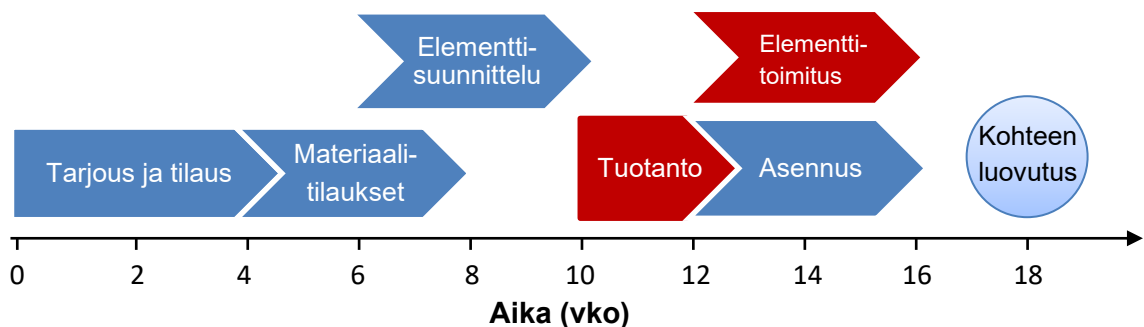 Elementti-
suunnittelu
Elementti-
toimitus
Tarjous ja tilaus
Materiaali-
tilaukset
Tuotanto
Asennus
Kohteen
luovutus
0 2 4 6 8 10 12 14 16 18
Aika (vko)